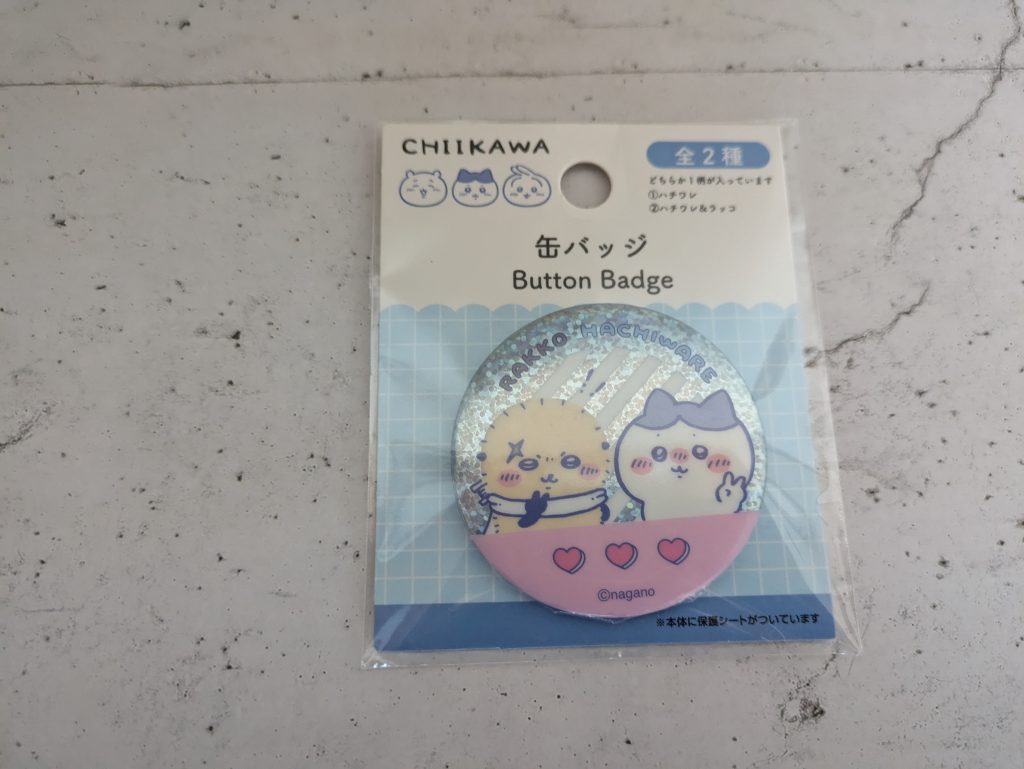 CHIIKAWA
全2種
どちらか1柄が入っています
①ハチワレ
②ハチワレ&ラッコ
缶バッジ
Button Badge
RAKKO HACHIWARE
©nagano
※本体に保護シートがついています